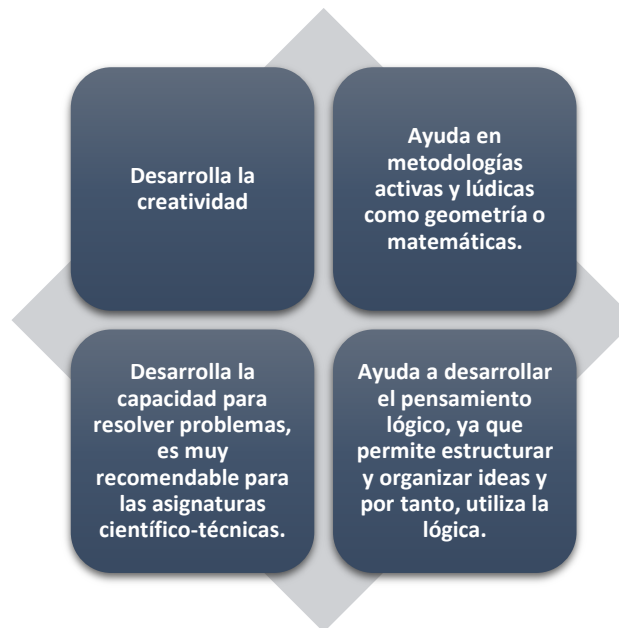 Desarrolla la
creatividad
Ayuda en
metodologías
activas y lúdicas
como geometría o
matemáticas.
Desarrolla la
capacidad para
resolver problemas,
es muy
recomendable para
las asignaturas
científico-técnicas.
Ayuda a desarrollar
el pensamiento
lógico, ya que
permite estructurar
y organizar ideas y
por tanto, utiliza la
lógica.